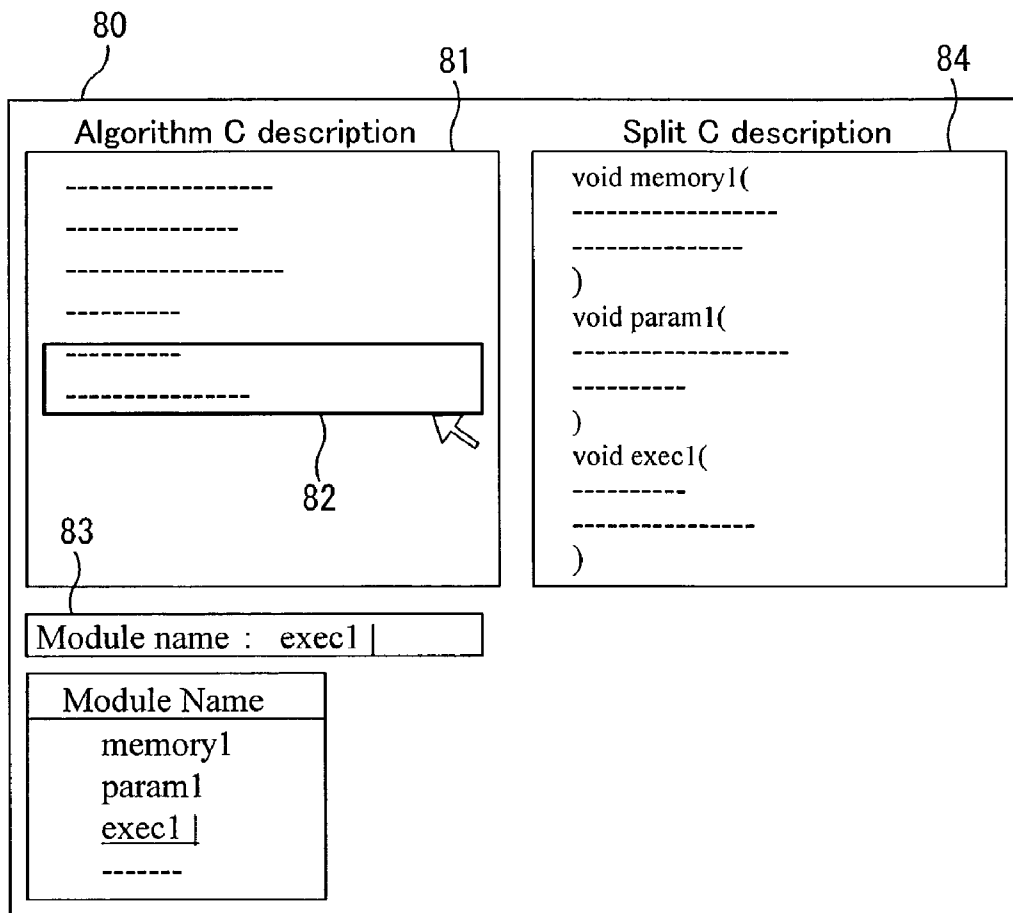 80
81
84
Algorithm C description
Split C description
void memory1(
)
void param1(
)
void exec1(
)
82
83
Module name : exec1 |
Module Name
memory1
param1
exec1 |